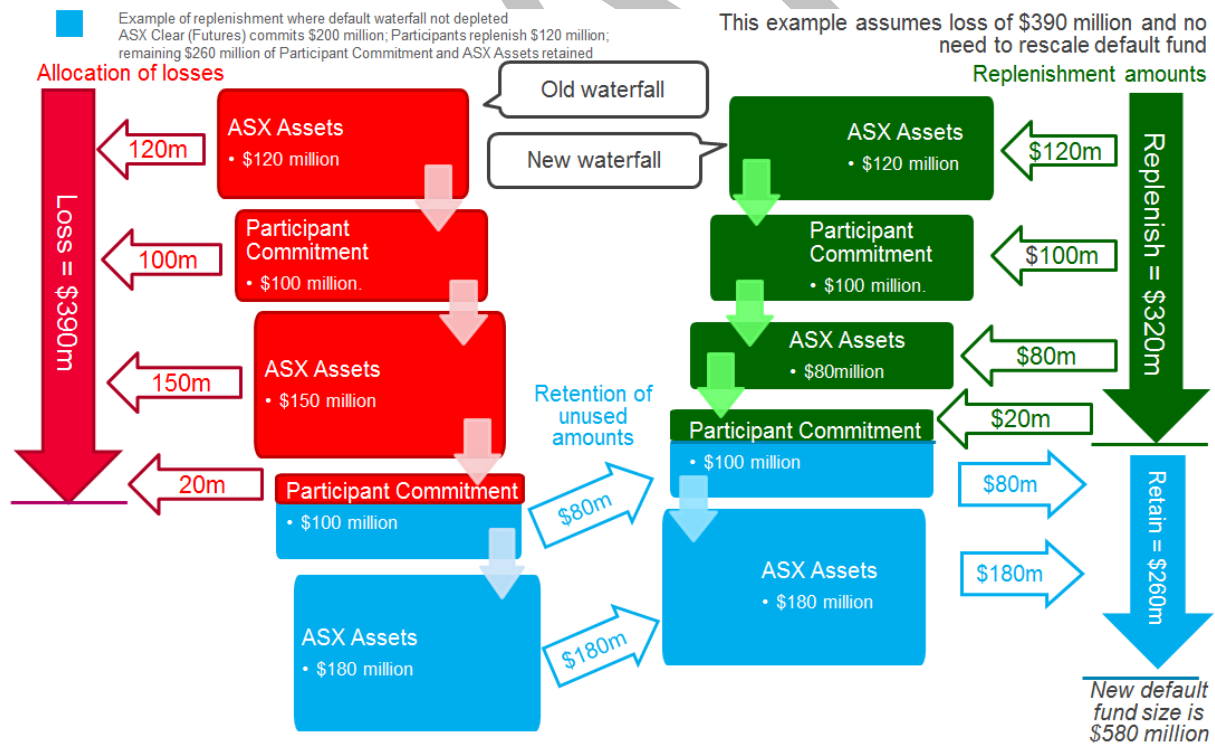 Example of replenishment where default waterfall not depleted
ASX Clear (Futures) commits $200 million; Participants replenish $120 million;
remaining $260 million of Participant Commitment and ASX Assets retained
This example assumes loss of $390 million and no
need to rescale default fund
Allocation of losses
Replenishment amounts
Old waterfall
New waterfall
Loss = $390m
120m
ASX Assets
• $120 million
100m
Participant
Commitment
• $100 million.
150m
ASX Assets
• $150 million
20m
Participant Commitment
• $100 million
ASX Assets
• $180 million
Retention of
unused
amounts
$80m
$180m
ASX Assets
• $120 million
$120m
Participant
Commitment
• $100 million.
$100m
ASX Assets
• $80million
$80m
Participant Commitment
• $100 million
$20m
$80m
ASX Assets
• $180 million
$180m
Replenish = $320m
Retain = $260m
New default
fund size is
$580 million